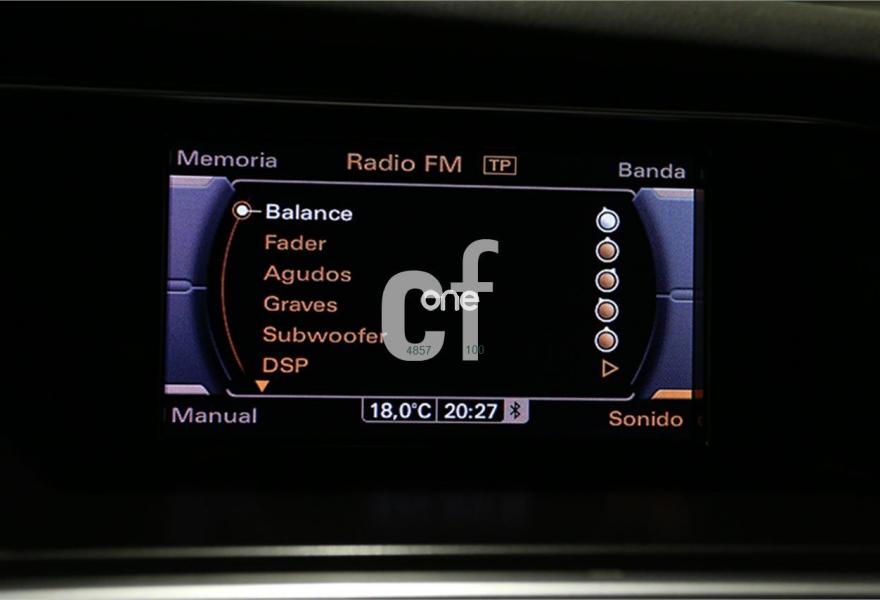 Memoria Radio FM TP Banda
Balance
Fader
Agudos
Graves
Subwoofer
DSP
cf
one
4857 100
Manual 18,0°C 20:27 Sonido